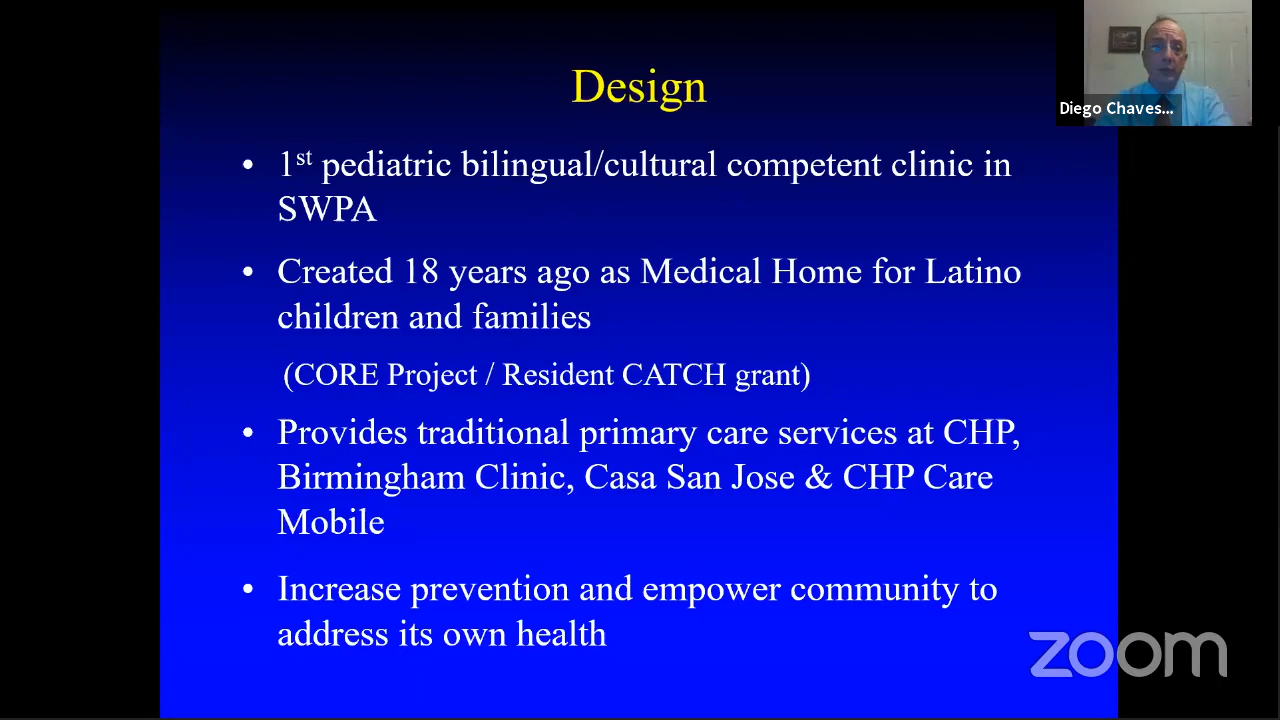 Design
Diego Chaves...
• 1st pediatric bilingual/cultural competent clinic in
SWPA
• Created 18 years ago as Medical Home for Latino
children and families
(CORE Project / Resident CATCH grant)
• Provides traditional primary care services at CHP,
Birmingham Clinic, Casa San Jose & CHP Care
Mobile
• Increase prevention and empower community to
address its own health
zoom